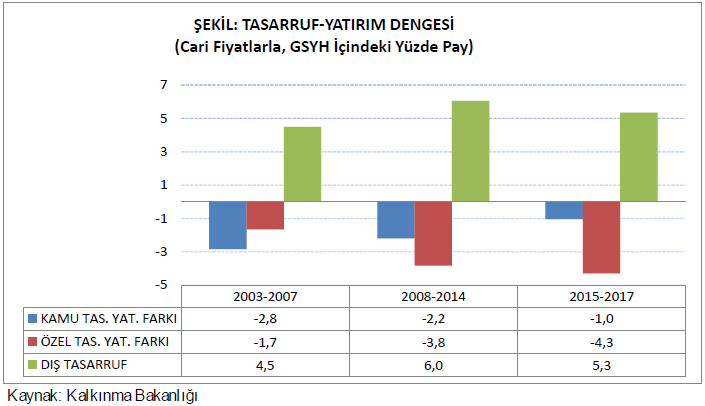 ŞEKİL: TASARRUF-YATIRIM DENGESİ
(Cari Fiyatlarla, GSYH İçindeki Yüzde Pay)
7
5
3
1
-1
-3
-5
2003-2007 2008-2014 2015-2017
KAMU TAS. YAT. FARKI -2,8 -2,2 -1,0
ÖZEL TAS. YAT. FARKI -1,7 -3,8 -4,3
DIŞ TASARRUF 4,5 6,0 5,3
Kaynak: Kalkınma Bakanlığı